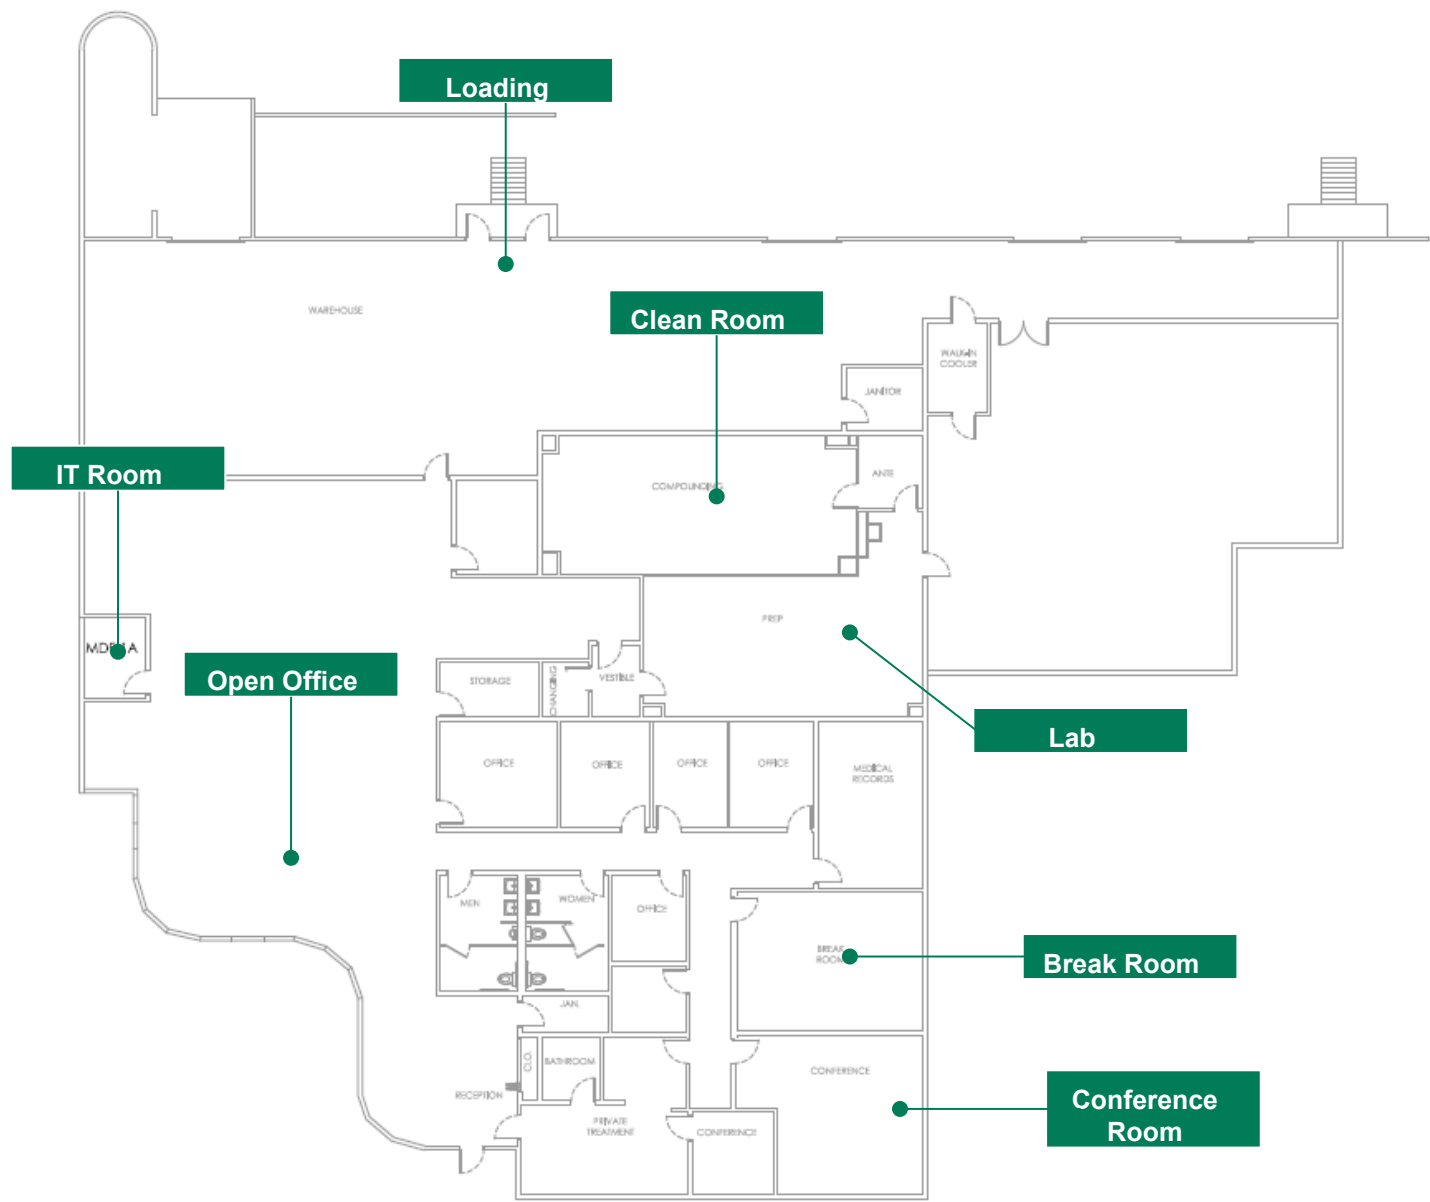 Loading
WAREHOUSE
Clean Room
WALK-IN
COOLER
JANITOR
IT Room
COMPOUNDING
ANTE
PREP
Open Office
STORAGE
CHANGING
VESTIBLE
Lab
OFFICE
OFFICE
OFFICE
OFFICE
MEDICAL
RECORDS
MEN
WOMEN
OFFICE
BREAK
ROOM
Break Room
JAN.
CLO.
BATHROOM
CONFERENCE
RECEPTION
Conference
Room
PRIVATE
TREATMENT
CONFERENCE